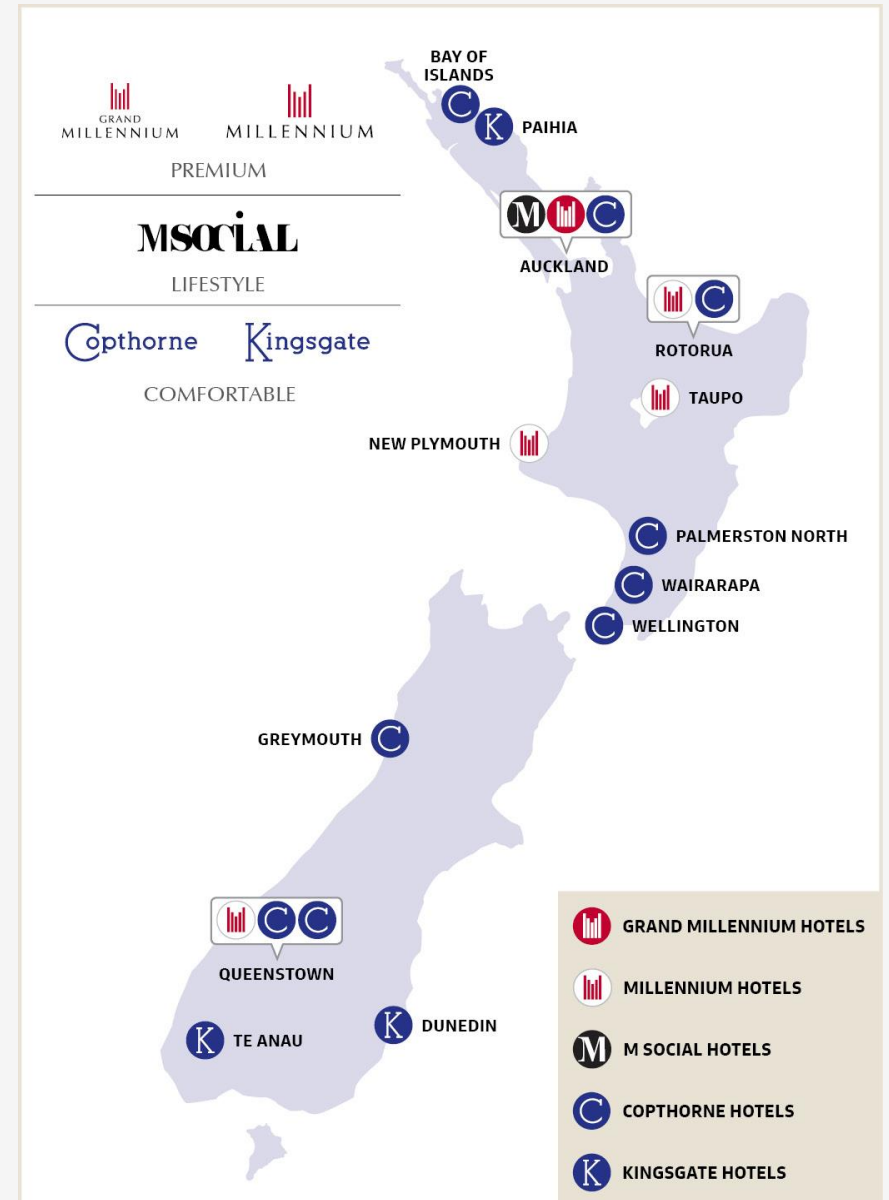 GRAND
MILLENNIUM
MILLENNIUM
PREMIUM
MSOCIAL
LIFESTYLE
Copthorne
Kingsgate
COMFORTABLE
BAY OF
ISLANDS
C
K
PAIHIA
M
C
AUCKLAND
C
ROTORUA
TAUPO
NEW PLYMOUTH
C
PALMERSTON NORTH
C
WAIRARAPA
C
WELLINGTON
GREYMOUTH
C
C
C
QUEENSTOWN
K
TE ANAU
K
DUNEDIN
GRAND MILLENNIUM HOTELS
MILLENNIUM HOTELS
M
M SOCIAL HOTELS
C
COPTHORNE HOTELS
K
KINGSGATE HOTELS